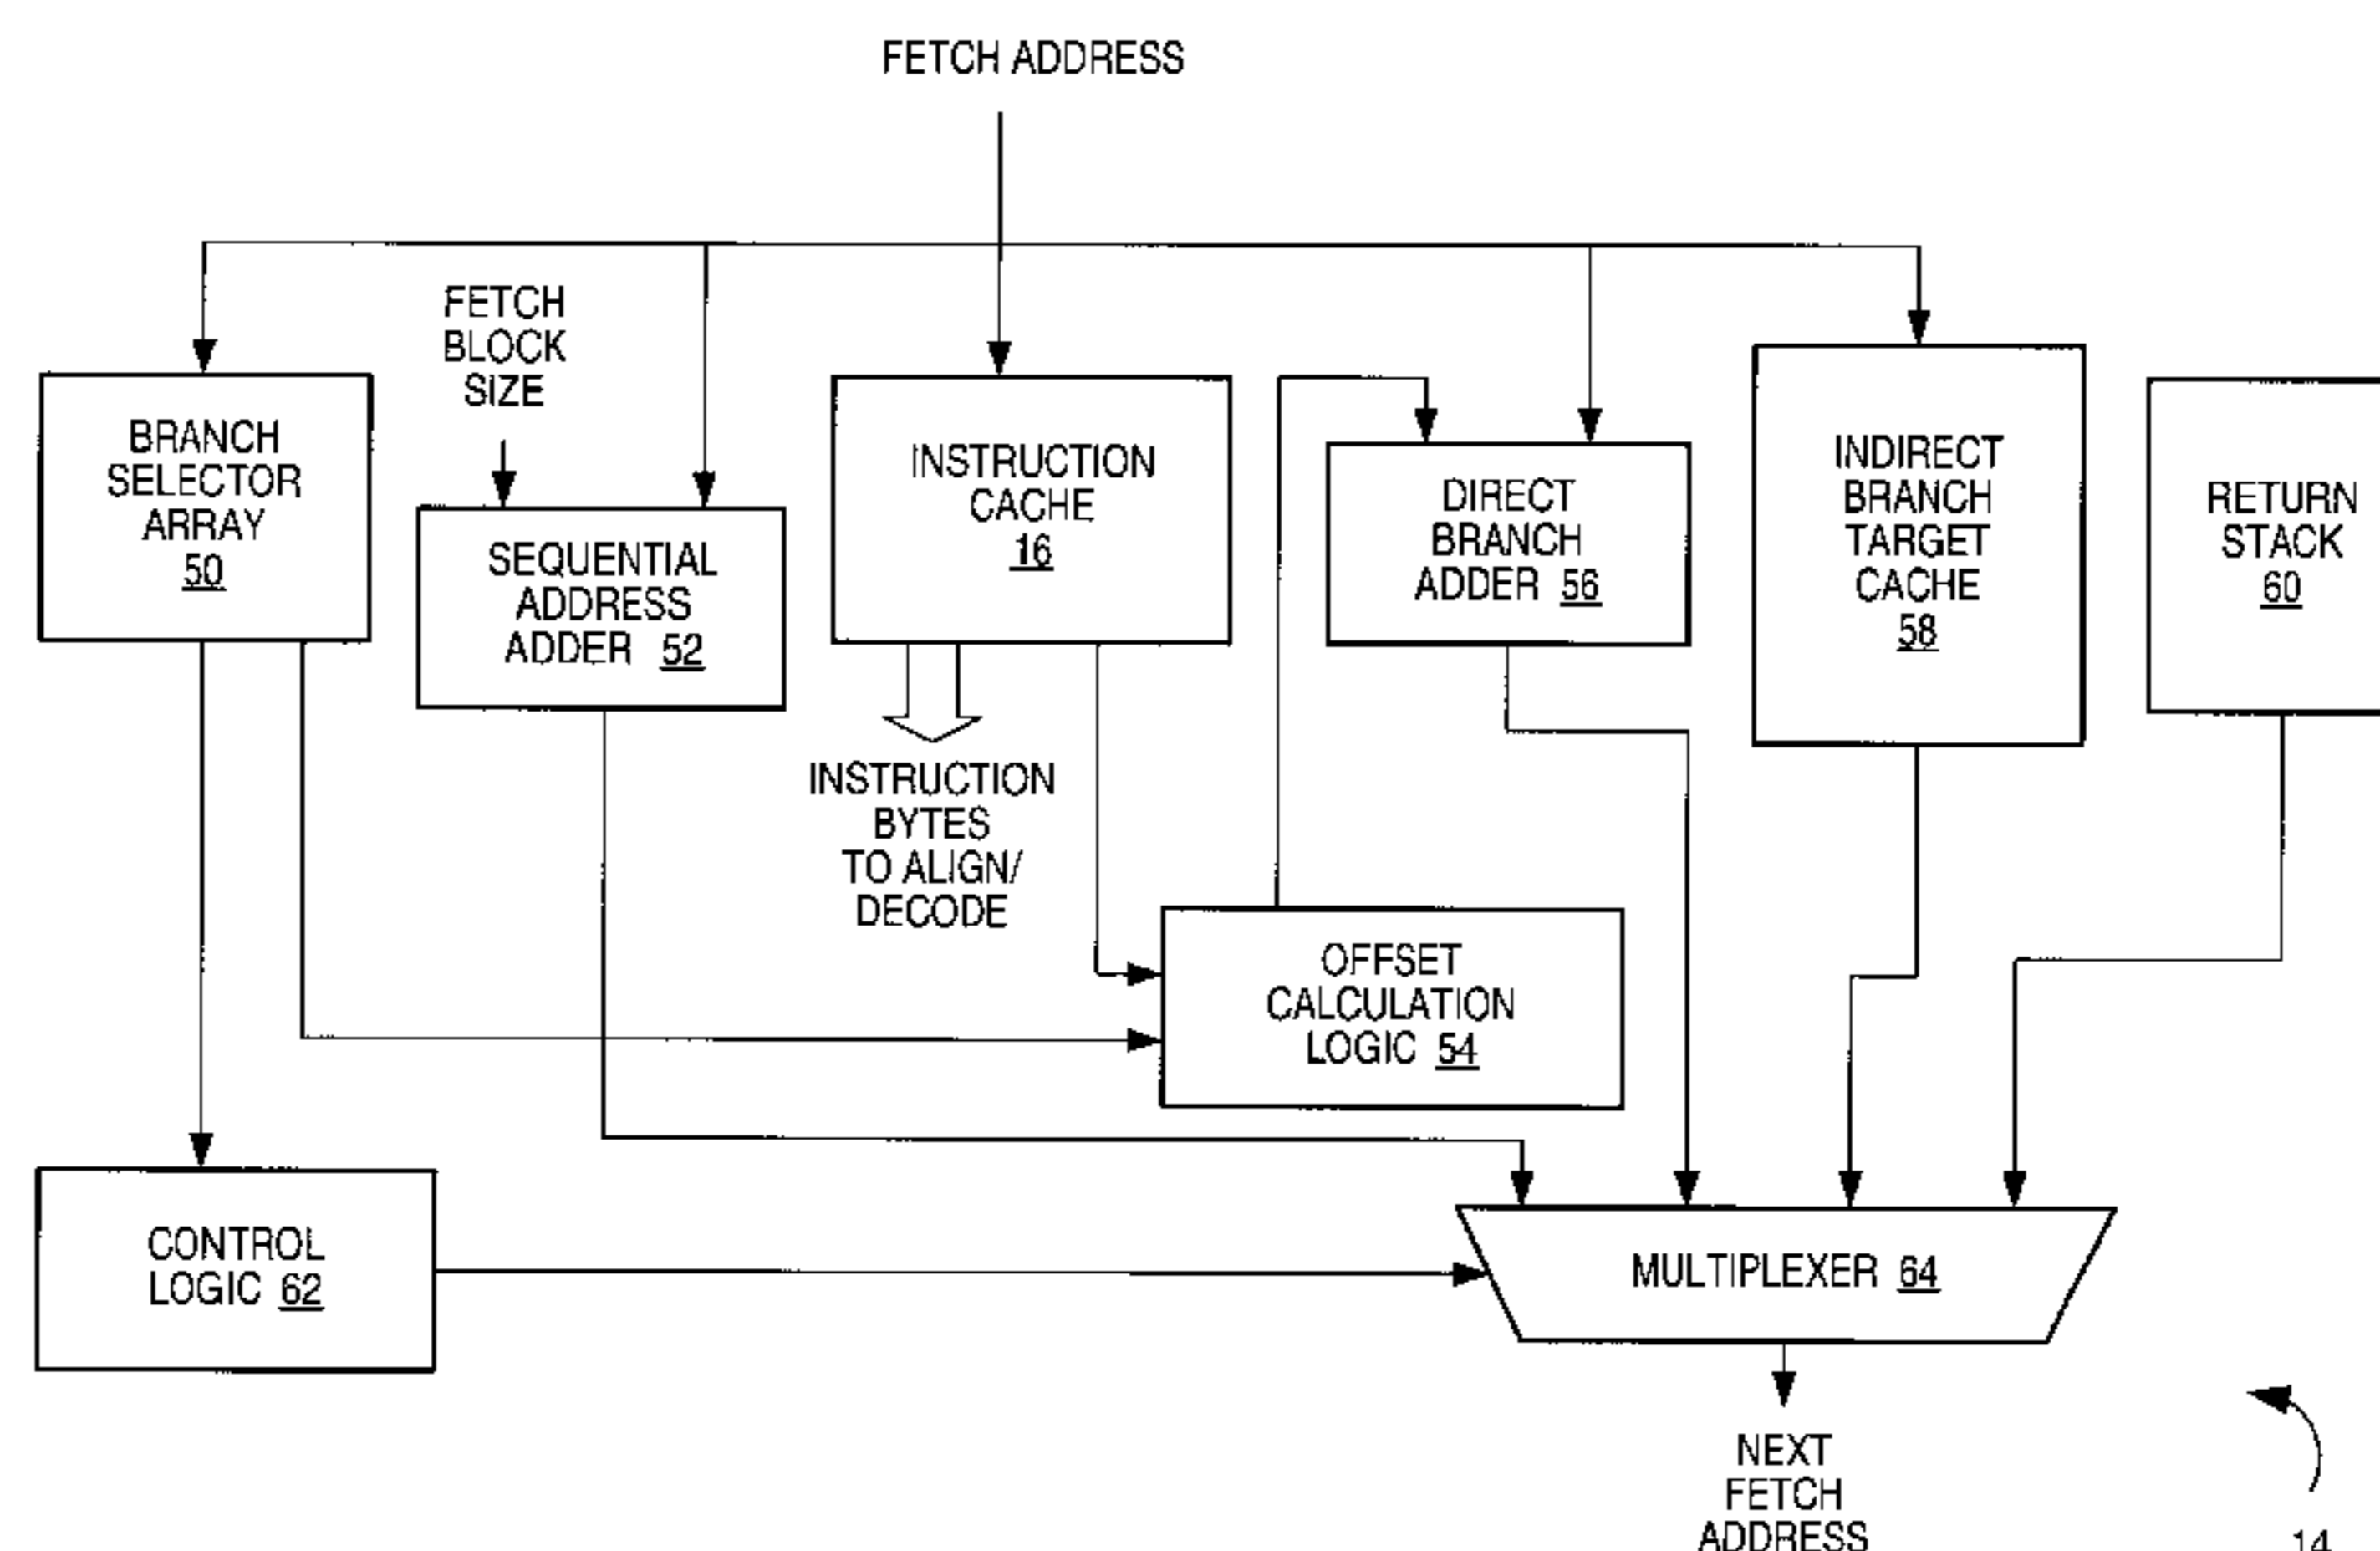 FETCH ADDRESS
FETCH
BLOCK
SIZE
BRANCH
SELECTOR
ARRAY
50
SEQUENTIAL
ADDRESS
ADDER 52
INSTRUCTION
CACHE
16
DIRECT
BRANCH
ADDER 56
INDIRECT
BRANCH
TARGET
CACHE
58
RETURN
STACK
60
INSTRUCTION
BYTES
TO ALIGN/
DECODE
OFFSET
CALCULATION
LOGIC 54
CONTROL
LOGIC 62
MULTIPLEXER 64
NEXT
FETCH
ADDRESS
14